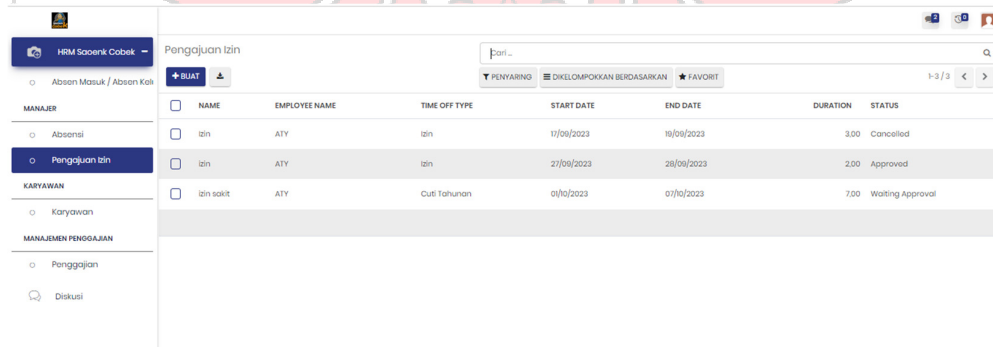 2
HRM Saoenk Cobek
Pengajuan Izin
Cari ...
Absen Masuk / Absen Kelu
+ BUAT
PENYARING
DIKELOMPOKKAN BERDASARKAN
FAVORIT
1-3 / 3
MANAJER
NAME EMPLOYEE NAME TIME OFF TYPE START DATE END DATE DURATION STATUS
Absensi
Izin ATY Izin 17/09/2023 19/09/2023 3,00 Cancelled
Pengajuan Izin
Izin ATY Izin 27/09/2023 28/09/2023 2,00 Approved
KARYAWAN
izin sakit ATY Cuti Tahunan 01/10/2023 07/10/2023 7,00 Waiting Approval
Karyawan
MANAJEMEN PENGGAJIAN
Penggajian
Diskusi